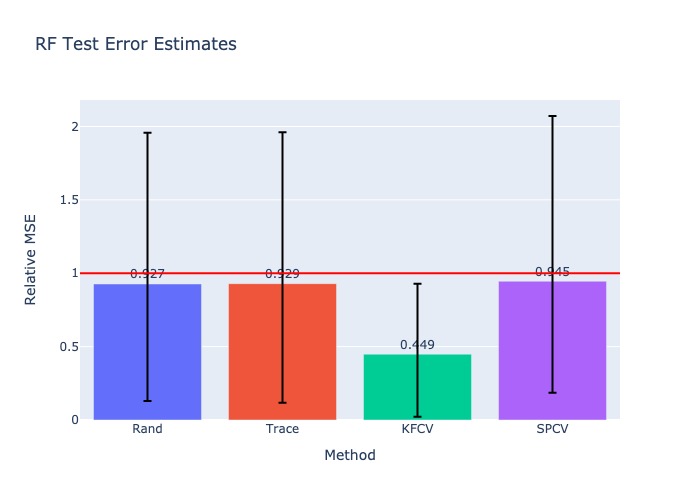 RF Test Error Estimates
Relative MSE
2
1.5
1
0.5
0
0.927
0.929
0.449
0.945
Rand
Trace
KFCV
SPCV
Method